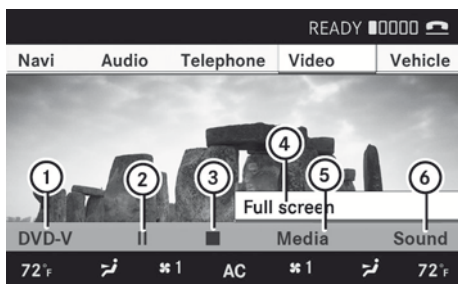 READY
Navi Audio Telephone Video Vehicle
1 2 3 4 5 6
Full screen
DVD-V Media Sound
72°F 1 AC 1 72°F